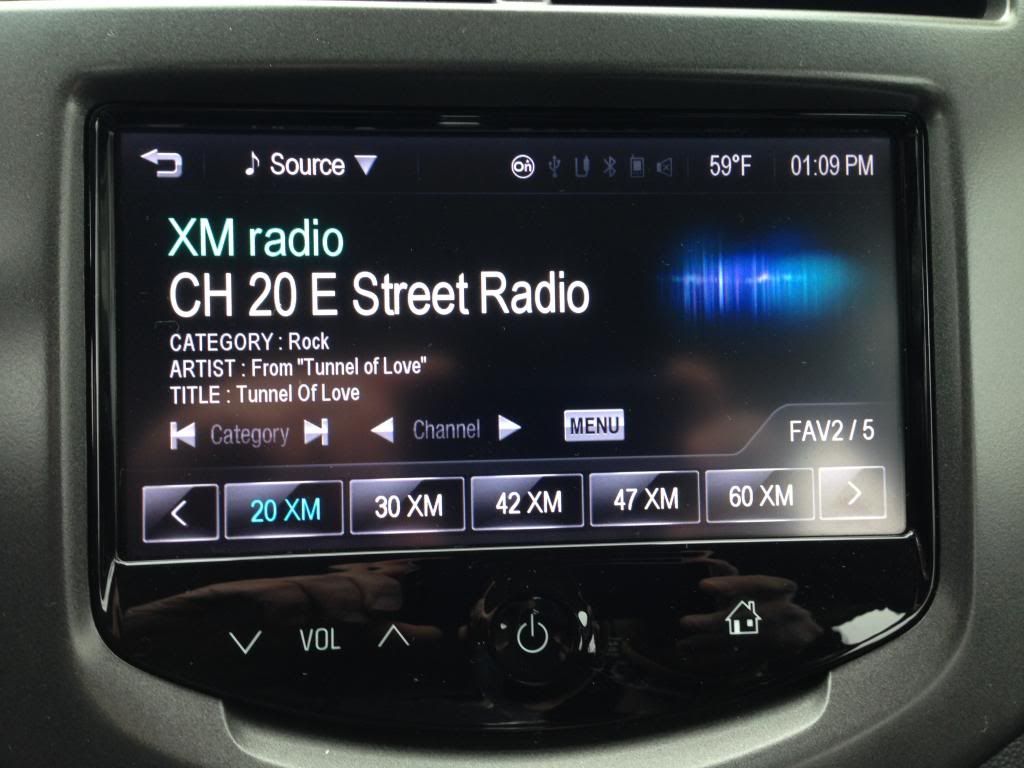 Source On 59°F 01:09 PM
XM radio
CH 20 E Street Radio
CATEGORY : Rock
ARTIST : From "Tunnel of Love"
TITLE : Tunnel Of Love
Category Channel MENU FAV2 / 5
20 XM 30 XM 42 XM 47 XM 60 XM
VOL